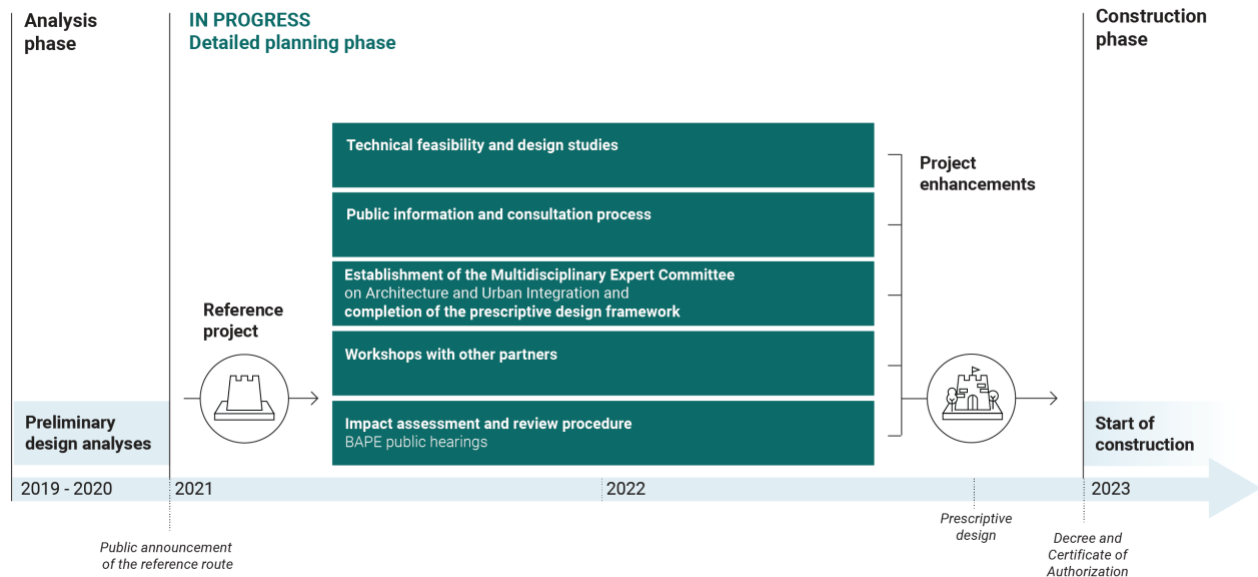 Analysis
phase
IN PROGRESS
Detailed planning phase
Construction
phase
Technical feasibility and design studies
Public information and consultation process
Establishment of the Multidisciplinary Expert Committee
on Architecture and Urban Integration and
completion of the prescriptive design framework
Workshops with other partners
Impact assessment and review procedure
BAPE public hearings
Project
enhancements
Reference
project
Preliminary
design analyses
Start of
construction
2019 - 2020
2021
2022
2023
Public announcement
of the reference route
Prescriptive
design
Decree and
Certificate of
Authorization